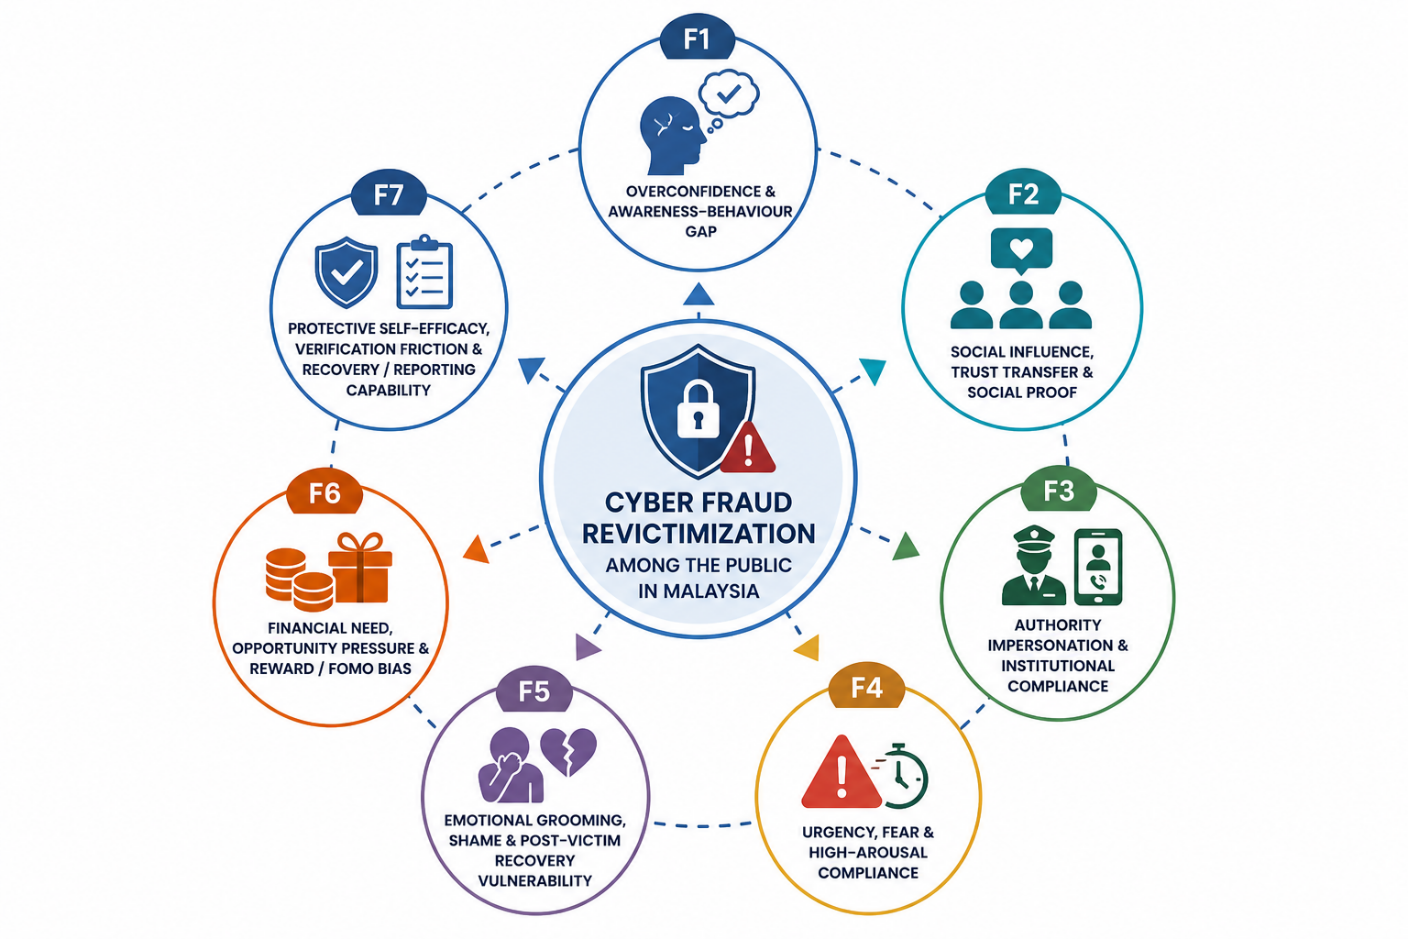 F1
OVERCONFIDENCE &
AWARENESS-BEHAVIOUR
GAP
F2
SOCIAL INFLUENCE,
TRUST TRANSFER &
SOCIAL PROOF
F3
AUTHORITY
IMPERSONATION &
INSTITUTIONAL
COMPLIANCE
F4
URGENCY, FEAR &
HIGH-AROUSAL
COMPLIANCE
F5
EMOTIONAL GROOMING,
SHAME & POST-VICTIM
RECOVERY
VULNERABILITY
F6
FINANCIAL NEED,
OPPORTUNITY PRESSURE &
REWARD / FOMO BIAS
F7
PROTECTIVE SELF-EFFICACY,
VERIFICATION FRICTION &
RECOVERY / REPORTING
CAPABILITY
CYBER FRAUD
REVICTIMIZATION
AMONG THE PUBLIC
IN MALAYSIA